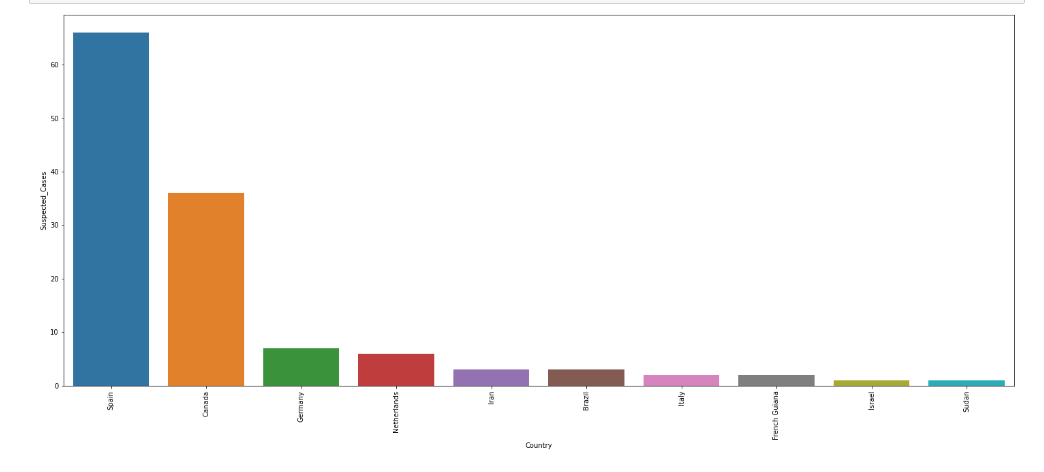 Suspected_Cases
60
50
40
30
20
10
0
Spain
Canada
Germany
Netherlands
Iran
Brazil
Italy
French Guiana
Israel
Sudan
Country